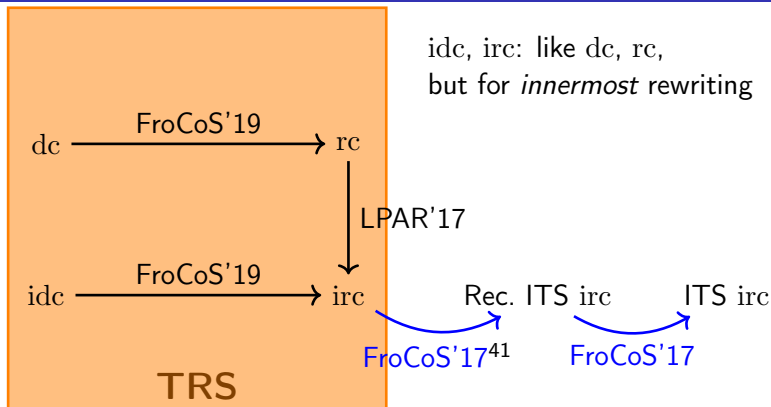 idc, irc: like dc, rc,
but for innermost rewriting
FroCoS'19
dc rc
LPAR'17
FroCoS'19
idc irc Rec. ITS irc ITS irc
FroCoS'17⁴¹ FroCoS'17
TRS